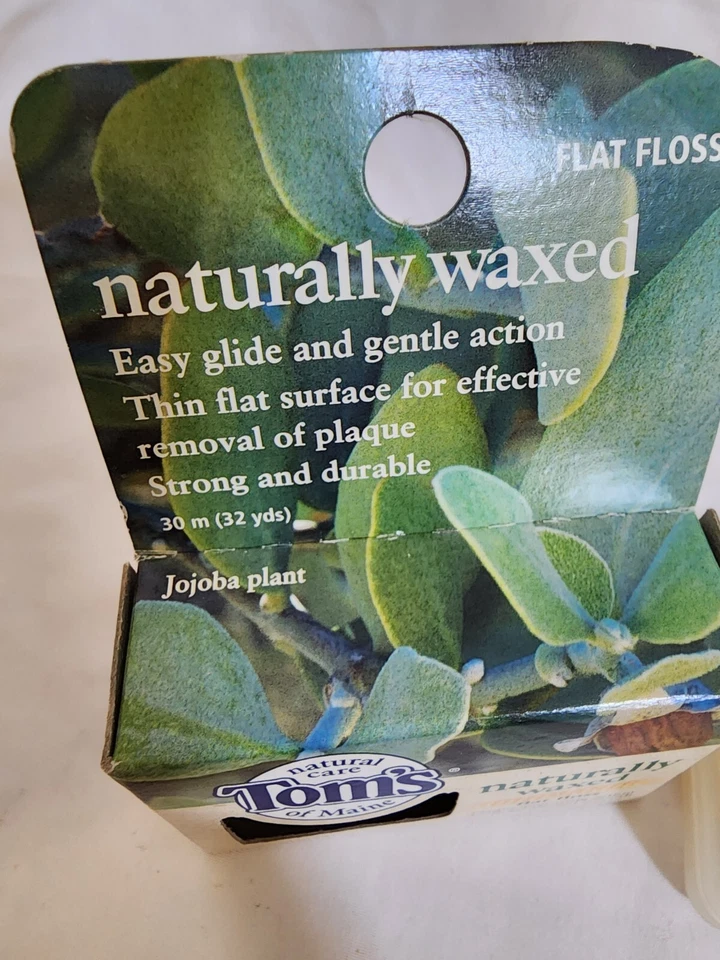 FLAT FLOSS
naturally waxed
Easy glide and gentle action
Thin flat surface for effective
removal of plaque
Strong and durable
30 m (32 yds)
Jojoba plant
natural
care
Tom's
®
of Maine
naturally
waxed